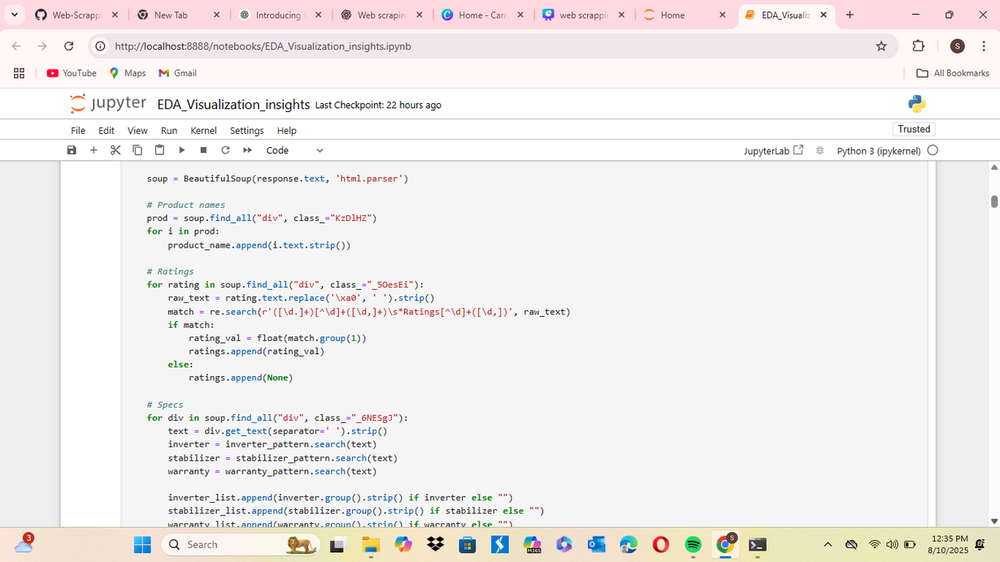 Web-Scrapp
New Tab
Introducing
Web scrapin
Home - Can
web scrappi
Home
EDA_Visualiz
http://localhost:8888/notebooks/EDA_Visualization_insights.ipynb
S
YouTube
Maps
Gmail
All Bookmarks
jupyter
EDA_Visualization_insights
Last Checkpoint: 22 hours ago
File Edit View Run Kernel Settings Help
Trusted
Code
JupyterLab
Python 3 (ipykernel)
soup = BeautifulSoup(response.text, 'html.parser')
# Product names
prod = soup.find_all("div", class_="KzDlHZ")
for i in prod:
product_name.append(i.text.strip())
# Ratings
for rating in soup.find_all("div", class_="_5OesEi"):
raw_text = rating.text.replace('\xa0', ' ').strip()
match = re.search(r'([\d.]+)[^\d]+([\d,]+)\s*Ratings[^\d]+([\d,])', raw_text)
if match:
rating_val = float(match.group(1))
ratings.append(rating_val)
else:
ratings.append(None)
# Specs
for div in soup.find_all("div", class_="_6NESgJ"):
text = div.get_text(separator=' ').strip()
inverter = inverter_pattern.search(text)
stabilizer = stabilizer_pattern.search(text)
warranty = warranty_pattern.search(text)
inverter_list.append(inverter.group().strip() if inverter else "")
stabilizer_list.append(stabilizer.group().strip() if stabilizer else "")
warranty_list.append(warranty.group().strip() if warranty else "")
3
Search
M365
S
12:35 PM
8/10/2025